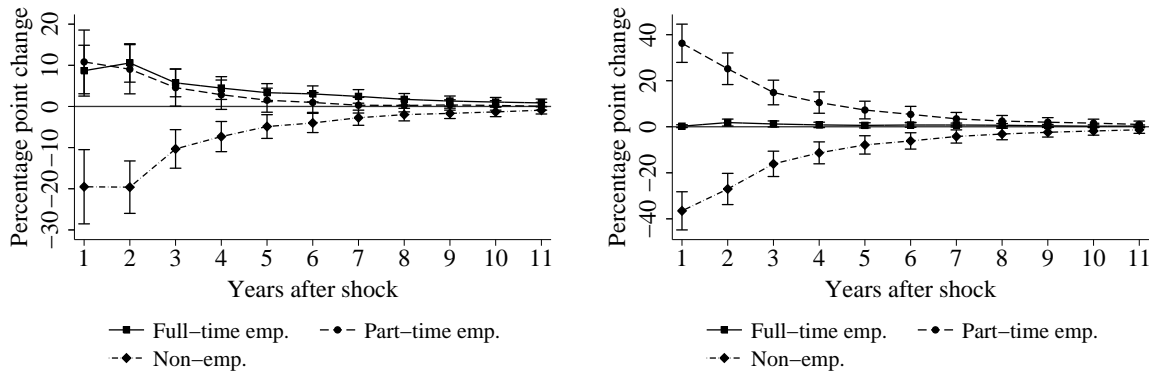 Percentage point change
20
10
0
−10
−20
−30
1 2 3 4 5 6 7 8 9 10 11
Years after shock
Full−time emp. Part−time emp.
Non−emp.
Percentage point change
40
20
0
−20
−40
1 2 3 4 5 6 7 8 9 10 11
Years after shock
Full−time emp. Part−time emp.
Non−emp.